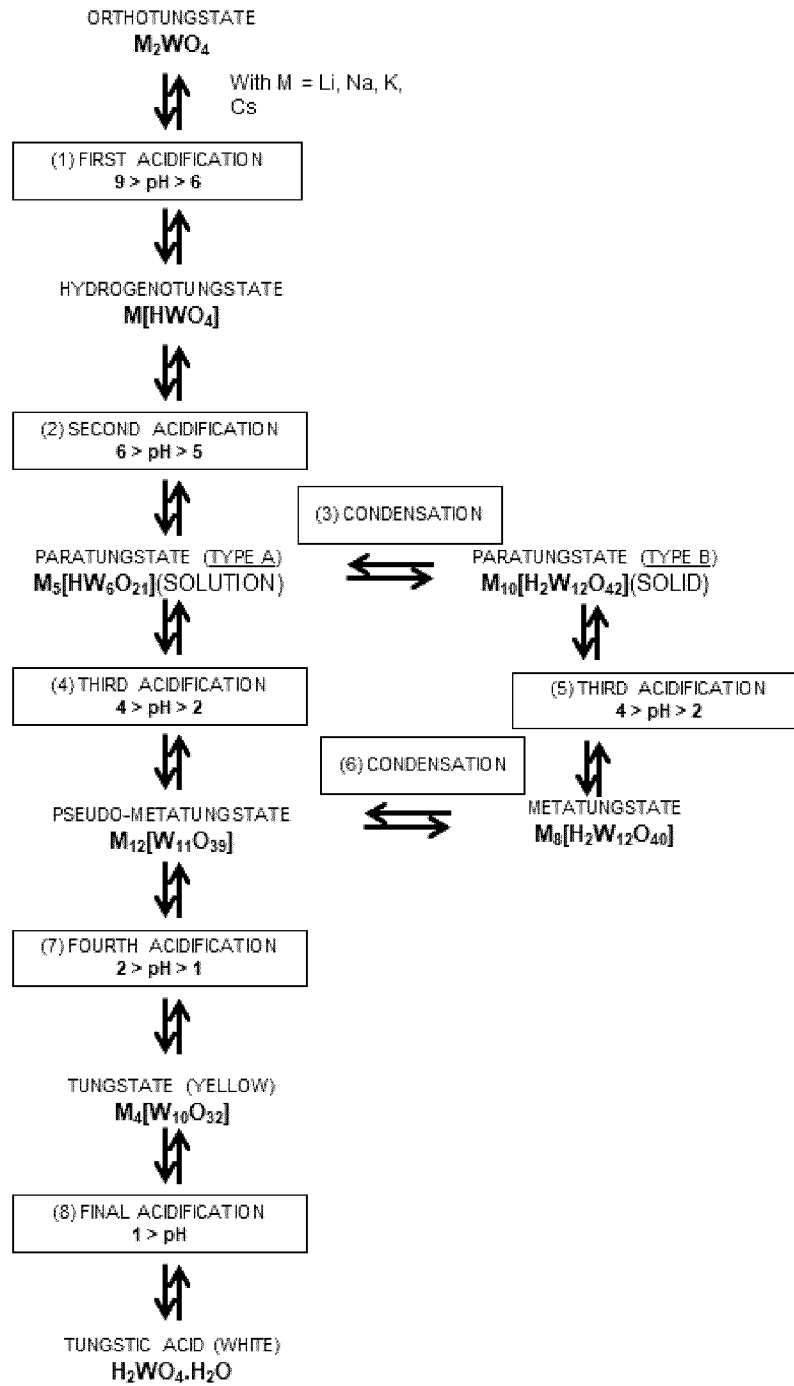 ORTHOTUNGSTATE
M₂WO₄
With M = Li, Na, K,
Cs
(1) FIRST ACIDIFICATION
9 > pH > 6
HYDROGENOTUNGSTATE
M[HWO₄]
(2) SECOND ACIDIFICATION
6 > pH > 5
(3) CONDENSATION
PARATUNGSTATE (TYPE A)
M₅[HW₆O₂₁](SOLUTION)
PARATUNGSTATE (TYPE B)
M₁₀[H₂W₁₂O₄₂](SOLID)
(4) THIRD ACIDIFICATION
4 > pH > 2
(5) THIRD ACIDIFICATION
4 > pH > 2
(6) CONDENSATION
PSEUDO-METATUNGSTATE
M₁₂[W₁₁O₃₉]
METATUNGSTATE
M₈[H₂W₁₂O₄₀]
(7) FOURTH ACIDIFICATION
2 > pH > 1
TUNGSTATE (YELLOW)
M₄[W₁₀O₃₂]
(8) FINAL ACIDIFICATION
1 > pH
TUNGSTIC ACID (WHITE)
H₂WO₄.H₂O